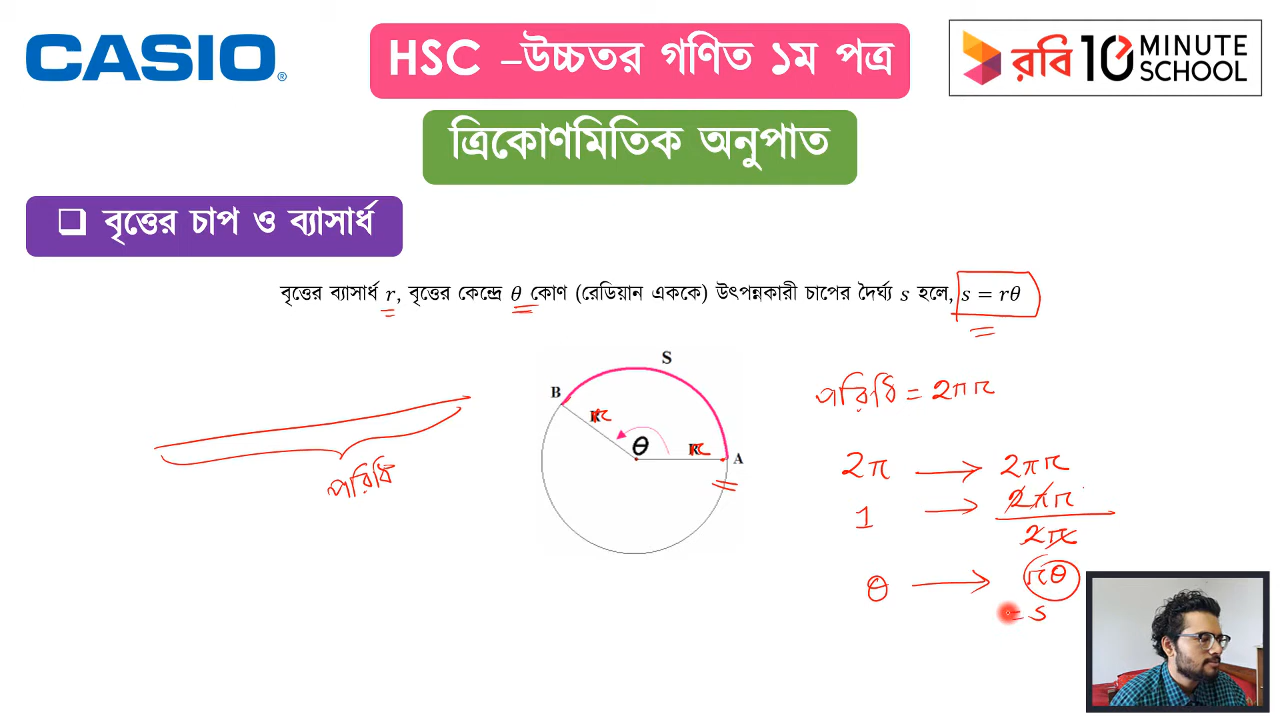 CASIO®
HSC –উচ্চতর গণিত ১ম পত্র
রবি 10 MINUTE SCHOOL
ত্রিকোণমিতিক অনুপাত
❑ বৃত্তের চাপ ও ব্যাসার্ধ
বৃত্তের ব্যাসার্ধ r, বৃত্তের কেন্দ্রে θ কোণ (রেডিয়ান এককে) উৎপন্নকারী চাপের দৈর্ঘ্য s হলে, s = rθ
S
B
r
θ
r
A
পরিধি
পরিধি = 2πr
2π → 2πr
1 → 2πr / 2π
θ → rθ
= s